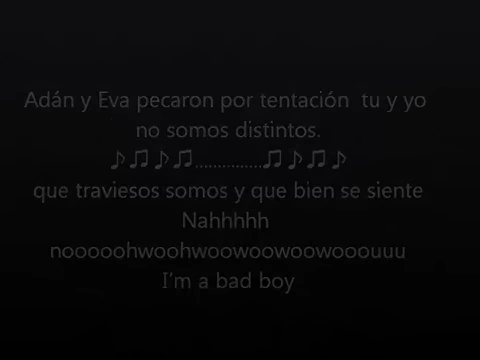 Adán y Eva pecaron por tentación  tu y yo
no somos distintos.
♪♫♪♫...............♫♪♫♪
que traviesos somos y que bien se siente
Nahhhhh
nooooohwoohwoowoowoowooouuu
I'm a bad boy